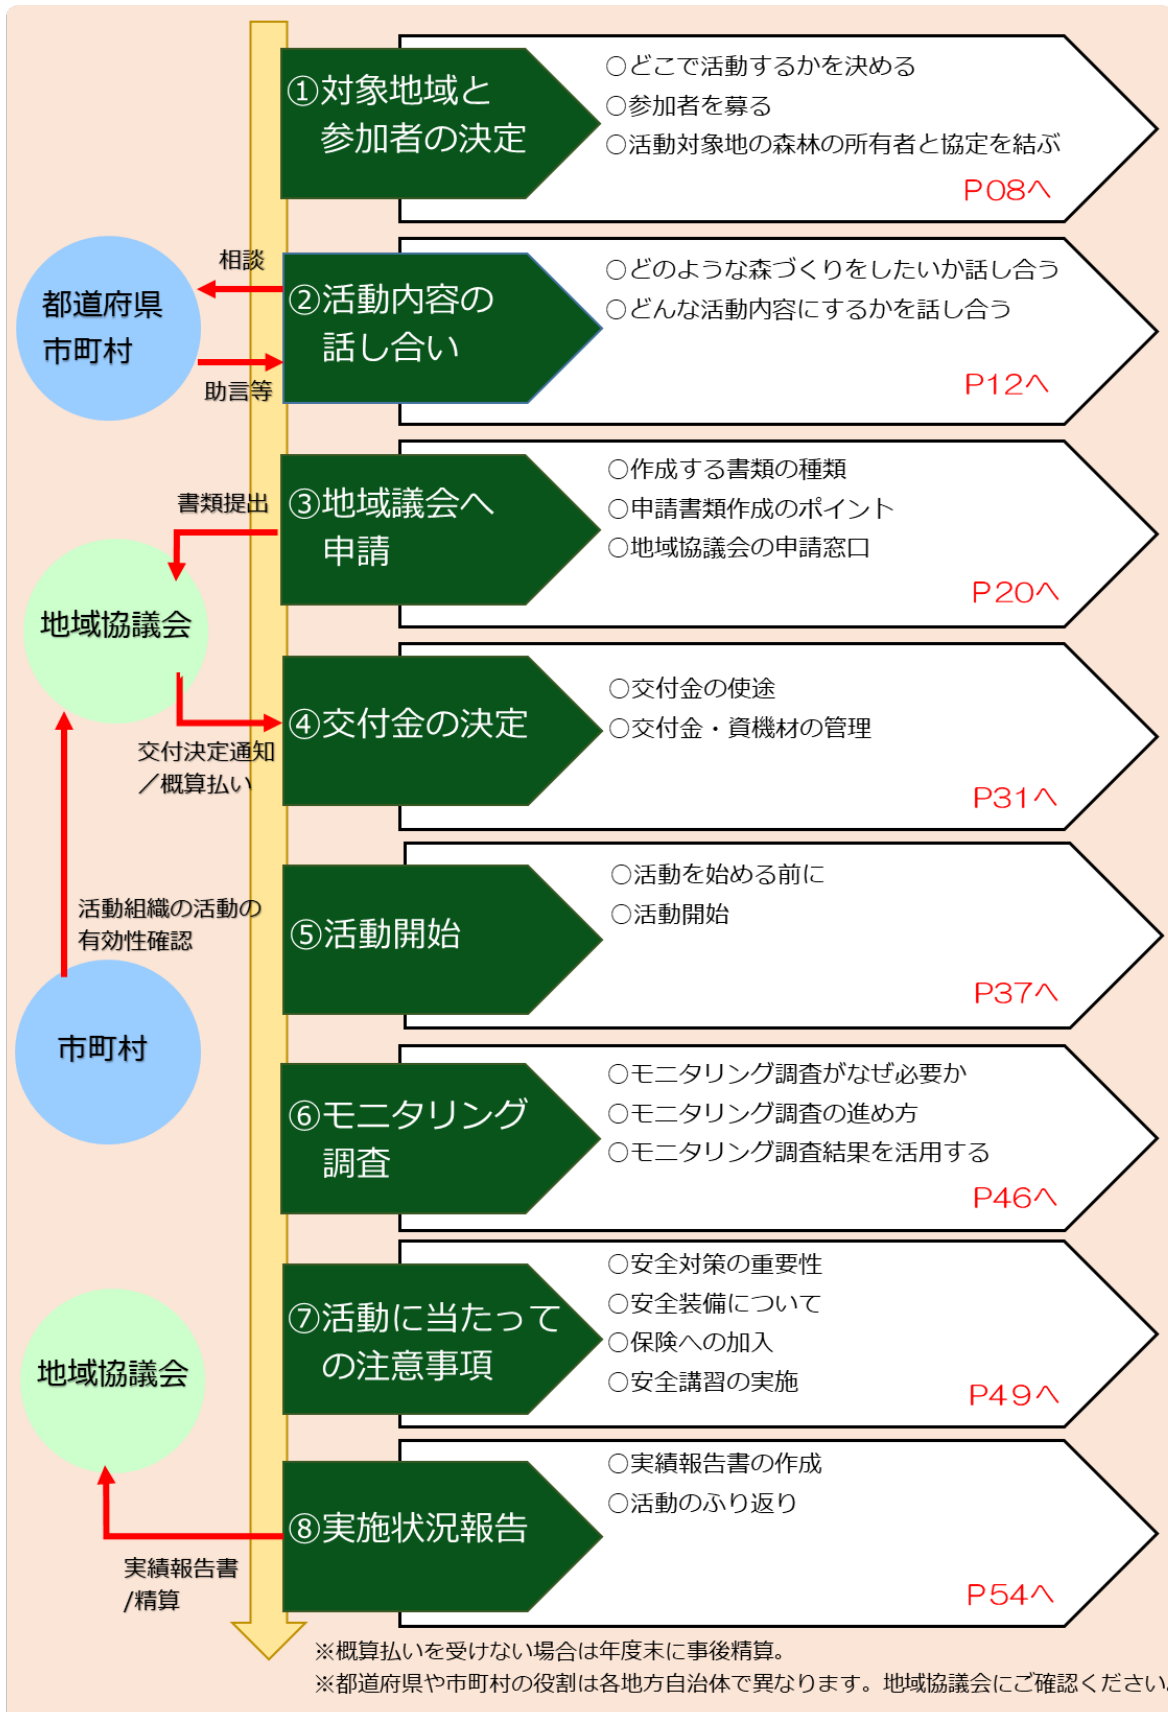 ①対象地域と
参加者の決定
○どこで活動するかを決める
○参加者を募る
○活動対象地の森林の所有者と協定を結ぶ
P08へ
相談
都道府県
市町村
助言等
②活動内容の
話し合い
○どのような森づくりをしたいか話し合う
○どんな活動内容にするかを話し合う
P12へ
書類提出
③地域議会へ
申請
○作成する書類の種類
○申請書類作成のポイント
○地域協議会の申請窓口
P20へ
地域協議会
④交付金の決定
○交付金の使途
○交付金・資機材の管理
P31へ
交付決定通知
／概算払い
活動組織の活動の
有効性確認
⑤活動開始
○活動を始める前に
○活動開始
P37へ
市町村
⑥モニタリング
調査
○モニタリング調査がなぜ必要か
○モニタリング調査の進め方
○モニタリング調査結果を活用する
P46へ
⑦活動に当たって
の注意事項
○安全対策の重要性
○安全装備について
○保険への加入
○安全講習の実施
P49へ
地域協議会
⑧実施状況報告
○実績報告書の作成
○活動のふり返り
P54へ
実績報告書
/精算
※概算払いを受けない場合は年度末に事後精算。
※都道府県や市町村の役割は各地方自治体で異なります。地域協議会にご確認ください。